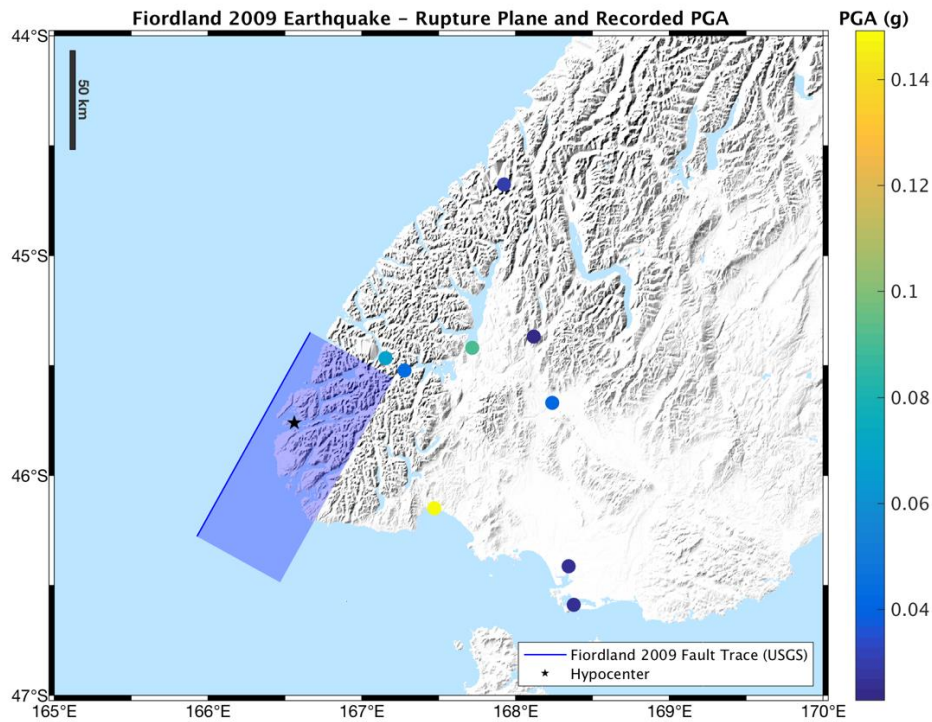 Fiordland 2009 Earthquake – Rupture Plane and Recorded PGA
PGA (g)
44°S
50 km
45°S
46°S
47°S
165°E
166°E
167°E
168°E
169°E
170°E
0.14
0.12
0.1
0.08
0.06
0.04
Fiordland 2009 Fault Trace (USGS)
Hypocenter